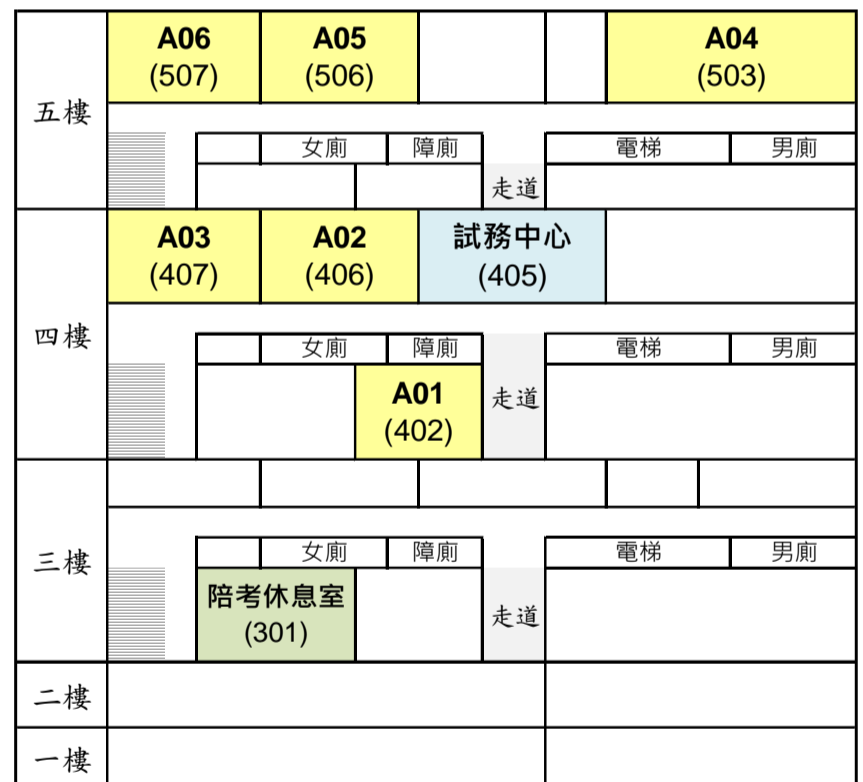 五樓
A06
(507)
A05
(506)
A04
(503)
女廁
障廁
電梯
男廁
走道
四樓
A03
(407)
A02
(406)
試務中心
(405)
女廁
障廁
電梯
男廁
A01
(402)
走道
三樓
女廁
障廁
電梯
男廁
陪考休息室
(301)
走道
二樓
一樓